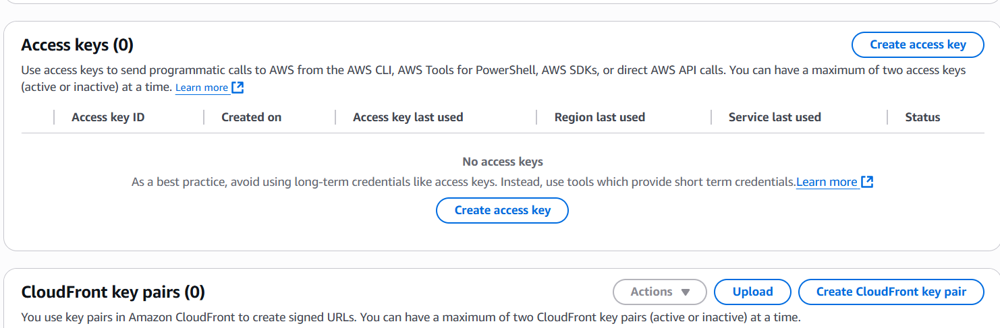 Access keys (0)
Create access key
Use access keys to send programmatic calls to AWS from the AWS CLI, AWS Tools for PowerShell, AWS SDKs, or direct AWS API calls. You can have a maximum of two access keys
(active or inactive) at a time. Learn more
Access key ID Created on Access key last used Region last used Service last used Status
No access keys
As a best practice, avoid using long-term credentials like access keys. Instead, use tools which provide short term credentials.Learn more
Create access key
CloudFront key pairs (0)
Actions Upload Create CloudFront key pair
You use key pairs in Amazon CloudFront to create signed URLs. You can have a maximum of two CloudFront key pairs (active or inactive) at a time.